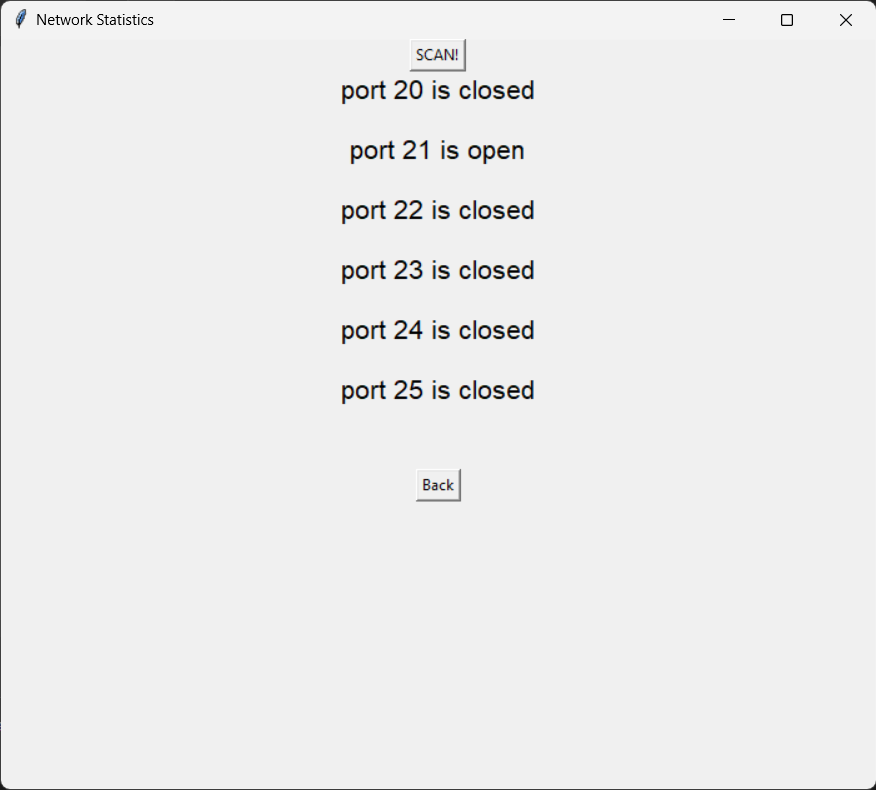 Network Statistics
SCAN!
port 20 is closed
port 21 is open
port 22 is closed
port 23 is closed
port 24 is closed
port 25 is closed
Back